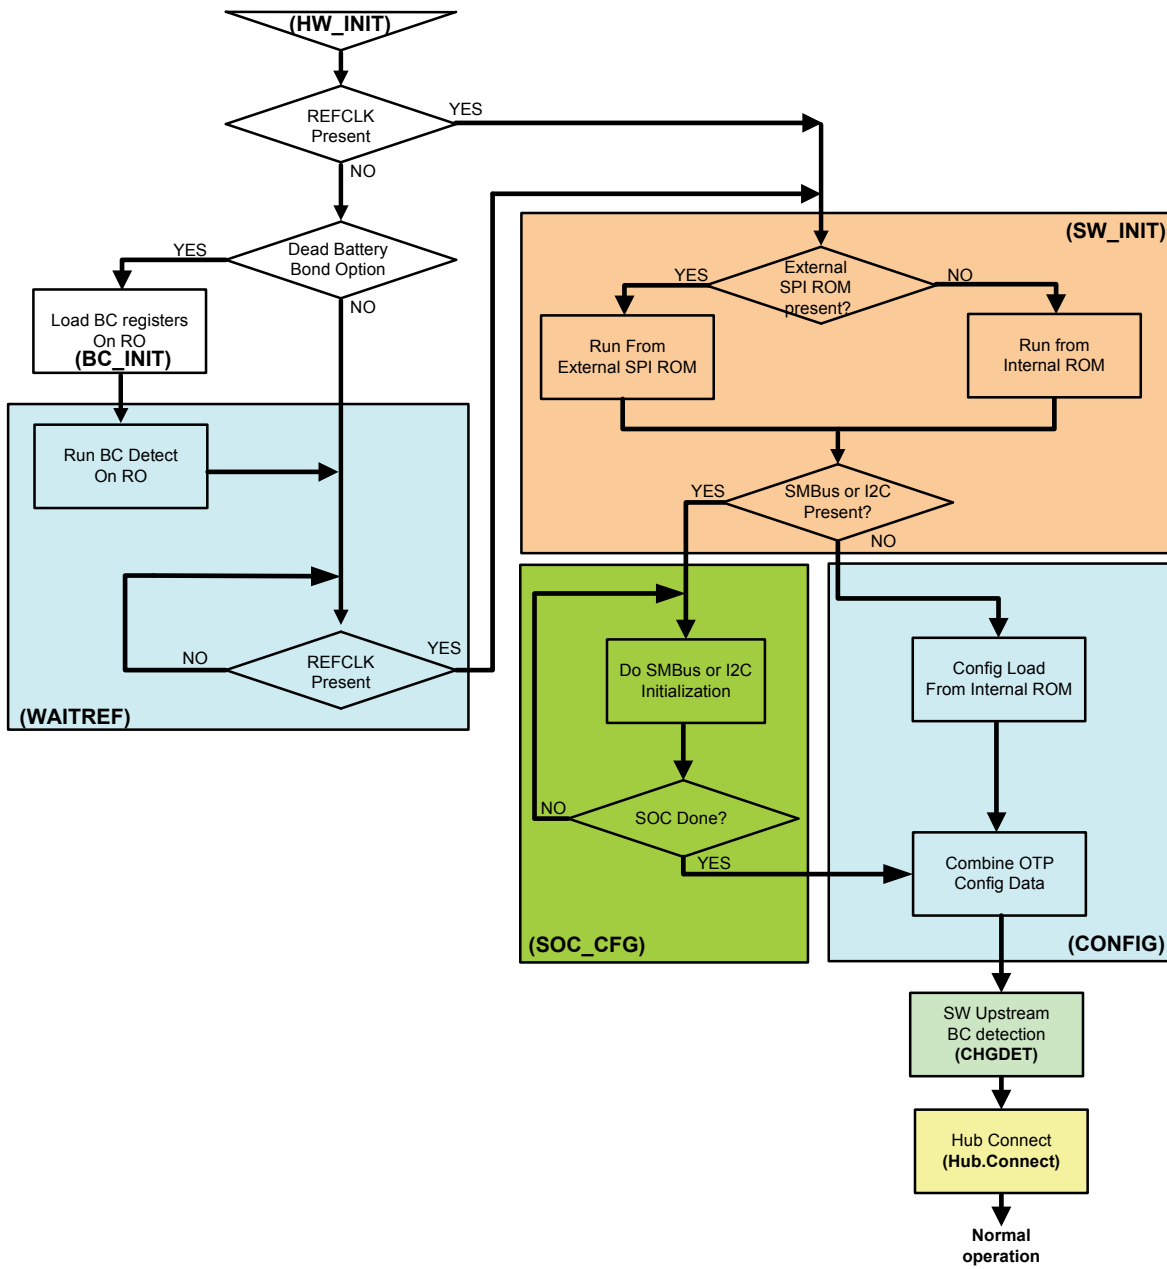 (HW_INIT)
REFCLK
Present
YES
NO
Dead Battery
Bond Option
YES
NO
Load BC registers
On RO
(BC_INIT)
Run BC Detect
On RO
REFCLK
Present
NO
YES
(WAITREF)
(SW_INIT)
External
SPI ROM
present?
YES
NO
Run From
External SPI ROM
Run from
Internal ROM
SMBus or I2C
Present?
YES
NO
Do SMBus or I2C
Initialization
SOC Done?
NO
YES
(SOC_CFG)
Config Load
From Internal ROM
Combine OTP
Config Data
(CONFIG)
SW Upstream
BC detection
(CHGDET)
Hub Connect
(Hub.Connect)
Normal
operation